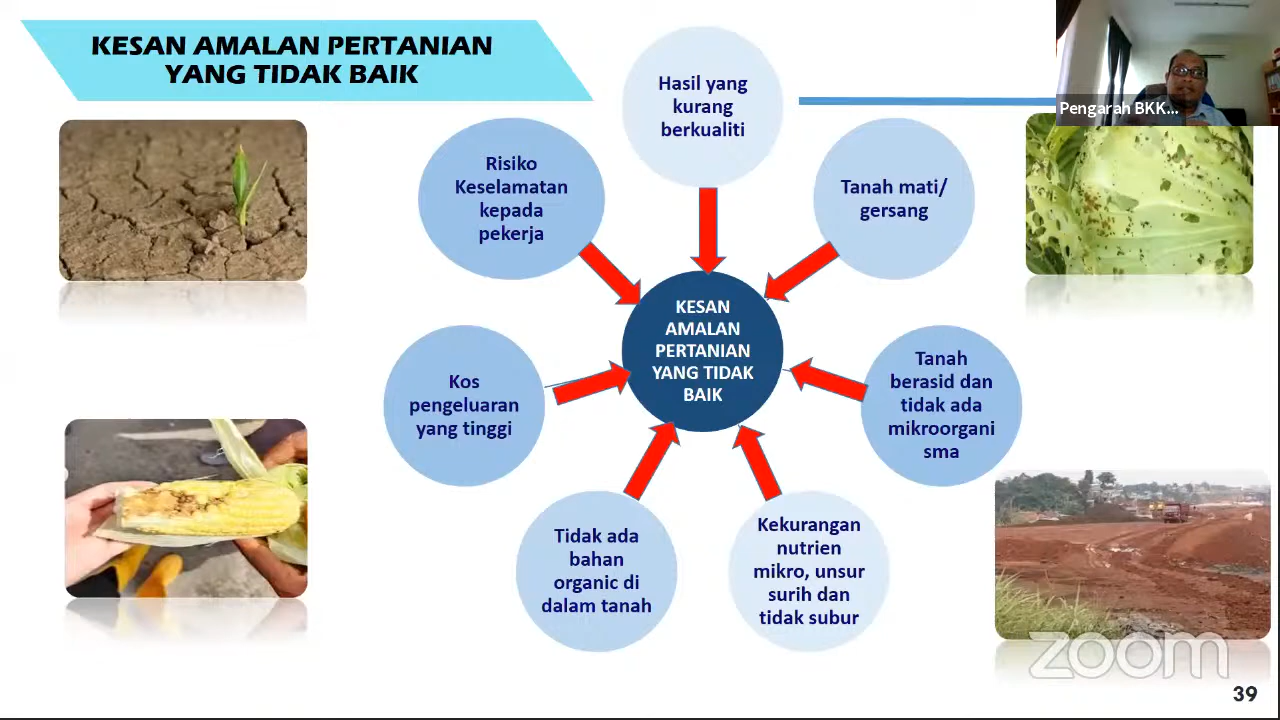 KESAN AMALAN PERTANIAN
YANG TIDAK BAIK
Pengarah BKK...
Hasil yang
kurang
berkualiti
Risiko
Keselamatan
kepada
pekerja
Tanah mati/
gersang
KESAN
AMALAN
PERTANIAN
YANG TIDAK
BAIK
Kos
pengeluaran
yang tinggi
Tanah
berasid dan
tidak ada
mikroorgani
sma
Tidak ada
bahan
organic di
dalam tanah
Kekurangan
nutrien
mikro, unsur
surih dan
tidak subur
zoom
39